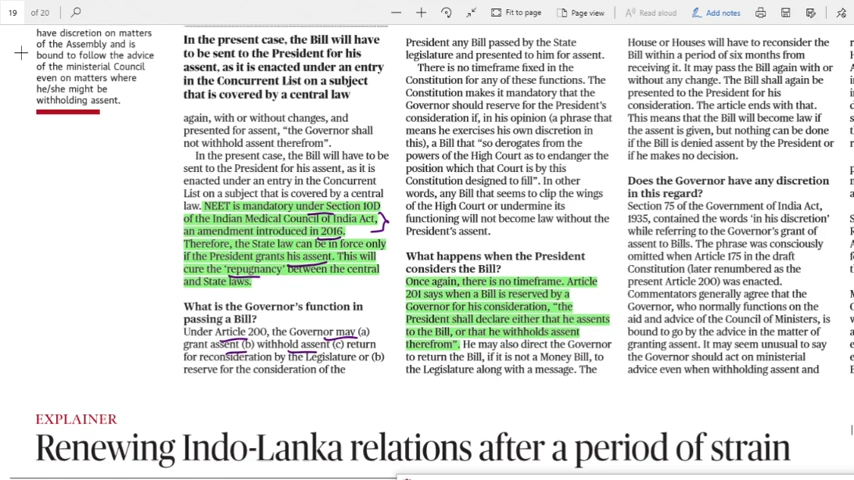 19 of 20
Fit to page
Page view
Read aloud
Add notes
have discretion on matters
of the Assembly and is
bound to follow the advice
of the ministerial Council
even on matters where
he/she might be
withholding assent.
In the present case, the Bill will have
to be sent to the President for his
assent, as it is enacted under an entry
in the Concurrent List on a subject
that is covered by a central law
again, with or without changes, and
presented for assent, “the Governor shall
not withhold assent therefrom”.
In the present case, the Bill will have to be
sent to the President for his assent, as it is
enacted under an entry in the Concurrent
List on a subject that is covered by a central
law. NEET is mandatory under Section 10D
of the Indian Medical Council of India Act,
an amendment introduced in 2016.
Therefore, the State law can be in force only
if the President grants his assent. This will
cure the ‘repugnancy’ between the central
and State laws.
What is the Governor’s function in
passing a Bill?
Under Article 200, the Governor may (a)
grant assent (b) withhold assent (c) return
for reconsideration by the Legislature or (b)
reserve for the consideration of the
President any Bill passed by the State
legislature and presented to him for assent.
There is no timeframe fixed in the
Constitution for any of these functions. The
Constitution makes it mandatory that the
Governor should reserve for the President’s
consideration if, in his opinion (a phrase that
means he exercises his own discretion in
this), a Bill that “so derogates from the
powers of the High Court as to endanger the
position which that Court is by this
Constitution designed to fill”. In other
words, any Bill that seems to clip the wings
of the High Court or undermine its
functioning will not become law without the
President’s assent.
What happens when the President
considers the Bill?
Once again, there is no timeframe. Article
201 says when a Bill is reserved by a
Governor for his consideration, “the
President shall declare either that he assents
to the Bill, or that he withholds assent
therefrom”. He may also direct the Governor
to return the Bill, if it is not a Money Bill, to
the Legislature along with a message. The
House or Houses will have to reconsider the
Bill within a period of six months from
receiving it. It may pass the Bill again with or
without any change. The Bill shall again be
presented to the President for his
consideration. The article ends with that.
This means that the Bill will become law if
the assent is given, but nothing can be done
if the Bill is denied assent by the President or
if he makes no decision.
Does the Governor have any discretion
in this regard?
Section 75 of the Government of India Act,
1935, contained the words ‘in his discretion’
while referring to the Governor’s grant of
assent to Bills. The phrase was consciously
omitted when Article 175 in the draft
Constitution (later renumbered as the
present Article 200) was enacted.
Commentators generally agree that the
Governor, who normally functions on the
aid and advice of the Council of Ministers, is
bound to go by the advice in the matter of
granting assent. It may seem unusual to say
the Governor should act on ministerial
advice even when withholding assent and
EXPLAINER
Renewing Indo-Lanka relations after a period of strain